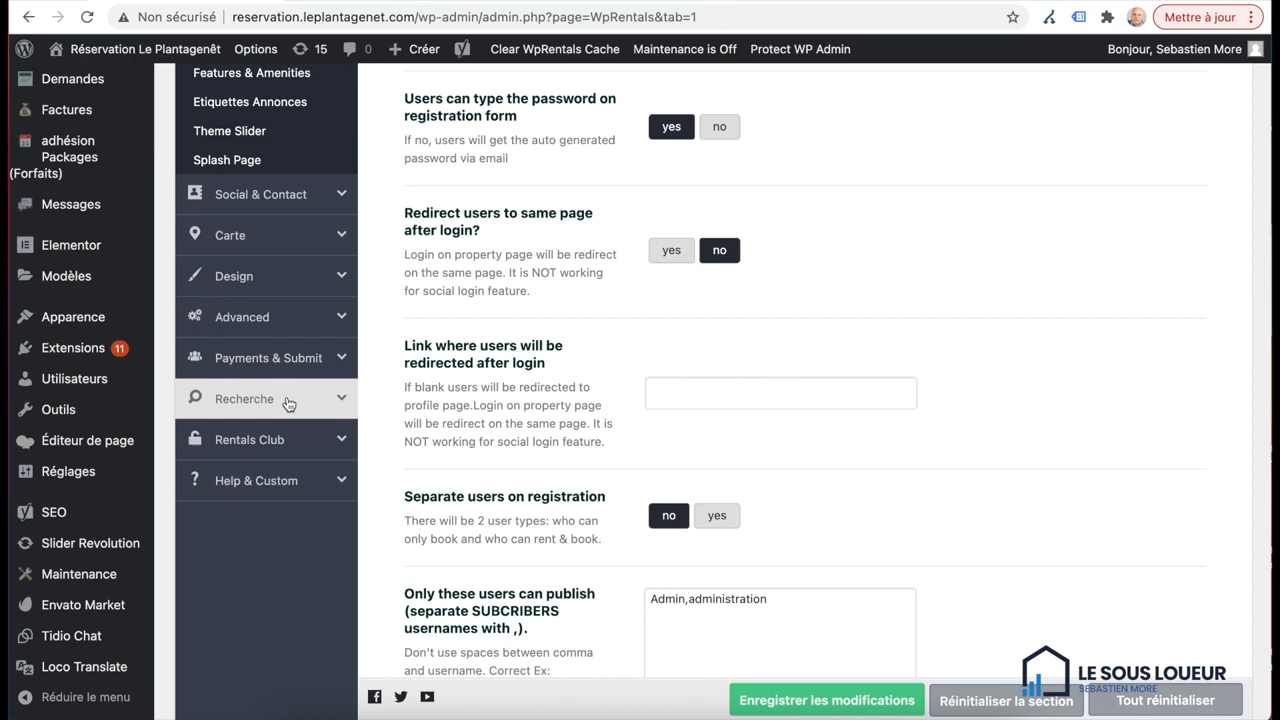 Non sécurisé
reservation.leplantagenet.com/wp-admin/admin.php?page=WpRentals&tab=1
Mettre à jour
Réservation Le Plantagenêt
Options
15
0
Créer
Clear WpRentals Cache
Maintenance is Off
Protect WP Admin
Bonjour, Sebastien More
Demandes
Factures
adhésion
Packages
(Forfaits)
Messages
Elementor
Modèles
Apparence
Extensions 11
Utilisateurs
Outils
Éditeur de page
Réglages
SEO
Slider Revolution
Maintenance
Envato Market
Tidio Chat
Loco Translate
Réduire le menu
Features & Amenities
Etiquettes Annonces
Theme Slider
Splash Page
Social & Contact
Carte
Design
Advanced
Payments & Submit
Recherche
Rentals Club
Help & Custom
Users can type the password on
registration form
If no, users will get the auto generated
password via email
yes no
Redirect users to same page
after login?
Login on property page will be redirect
on the same page. It is NOT working
for social login feature.
yes no
Link where users will be
redirected after login
If blank users will be redirected to
profile page.Login on property page
will be redirect on the same page. It is
NOT working for social login feature.
Separate users on registration
There will be 2 user types: who can
only book and who can rent & book.
no yes
Only these users can publish
(separate SUBCRIBERS
usernames with ,).
Don't use spaces between comma
and username. Correct Ex:
Admin,administration
Enregistrer les modifications
Réinitialiser la section
Tout réinitialiser
LE SOUS LOUEUR
SEBASTIEN MORE